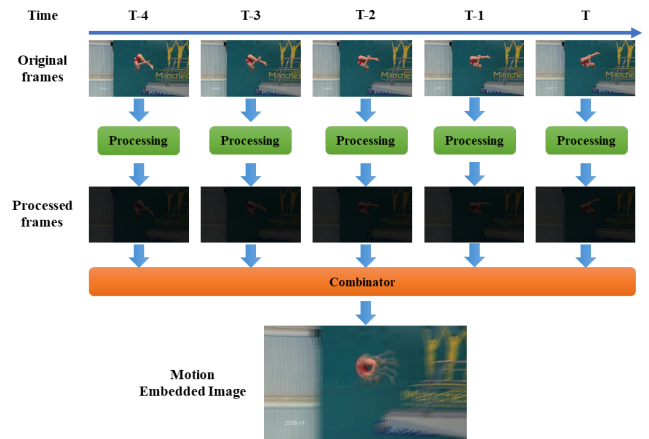 Time T-4 T-3 T-2 T-1 T
Original
frames
Processing Processing Processing Processing Processing
Processed
frames
Combinator
Motion
Embedded Image